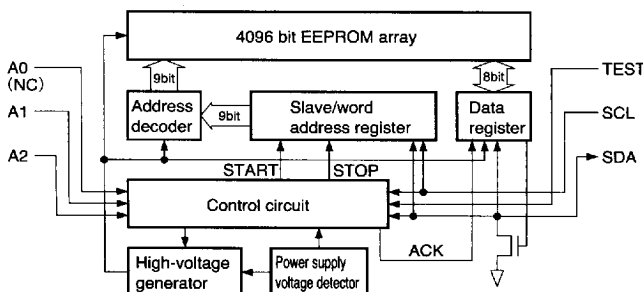 4096 bit EEPROM array
A0
(NC)
9bit
8bit
TEST
A1
Address
decoder
9bit
Slave/word
address register
Data
register
SCL
A2
START
STOP
SDA
Control circuit
ACK
High-voltage
generator
Power supply
voltage detector